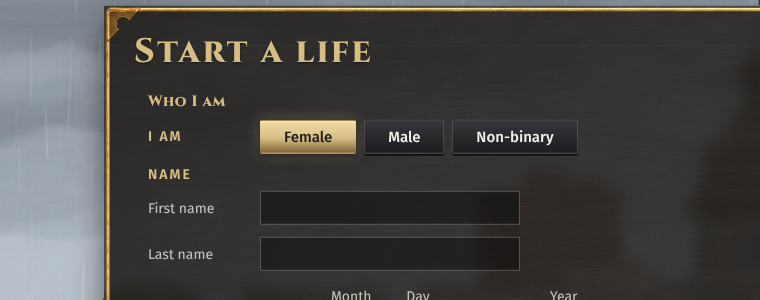 START A LIFE
WHO I AM
I AM Female Male Non-binary
NAME
First name
Last name
Month Day Year